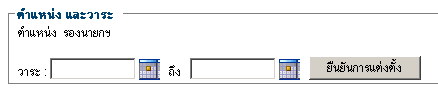 ตำแหน่ง และวาระ
ตำแหน่ง รองนายกฯ
วาระ : ถึง ยืนยันการแต่งตั้ง